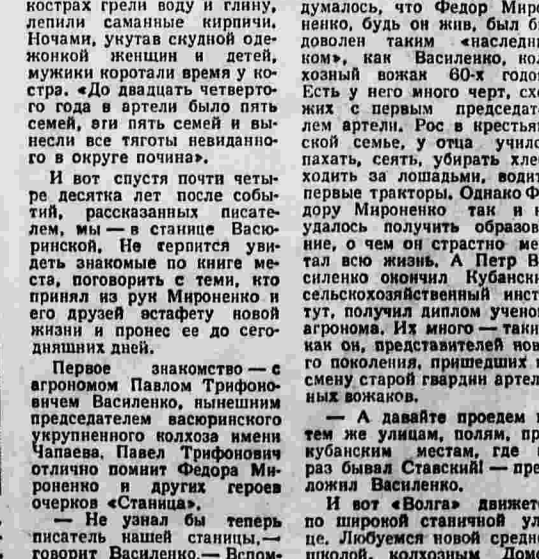 кострах грели воду и глину,
лепили саманные кирпичи.
Ночами, укутав скудной оде-
жонкой женщин и детей,
мужики коротали время у ко-
стра. «До двадцать четверто-
го года в артели было пять
семей, эти пять семей и вы-
несли все тяготы невиданно-
го в округе почина».
И вот спустя почти четы-
ре десятка лет после собы-
тий, рассказанных писате-
лем, мы — в станице Васю-
ринской. Не терпится уви-
деть знакомые по книге ме-
ста, поговорить с теми, кто
принял из рук Мироненко и
его друзей эстафету новой
жизни и пронес ее до сего-
дняшних дней.
Первое знакомство — с
агрономом Павлом Трифоно-
вичем Василенко, нынешним
председателем васюринского
укрупненного колхоза имени
Чапаева. Павел Трифонович
отлично помнит Федора Ми-
роненко и других героев
очерков «Станица».
— Не узнал бы теперь
писатель нашей станицы,—
говорит Василенко.— Вспом-
думалось, что Федор Миро
ненко, будь он жив, был б
доволен таким «наследни
ком», как Василенко, кол
хозный вожак 60-х годо
Есть у него много черт, схо
жих с первым председат
лем артели. Рос в крестья
ской семье, у отца училс
пахать, сеять, убирать хле
ходить за лошадьми, водит
первые тракторы. Однако Ф
дору Мироненко так и н
удалось получить образов
ние, о чем он страстно ме
тал всю жизнь. А Петр В
силенко окончил Кубански
сельскохозяйственный инст
тут, получил диплом учено
агронома. Их много — таки
как он, представителей нов
го поколения, пришедших
смену старой гвардии артел
ных вожаков.
— А давайте проедем
тем же улицам, полям, пр
кубанским местам, где
раз бывал Ставский! — пре
ложил Василенко.
И вот «Волга» движет
по широкой станичной ул
це. Любуемся новой средне
школой, колхозным Домо